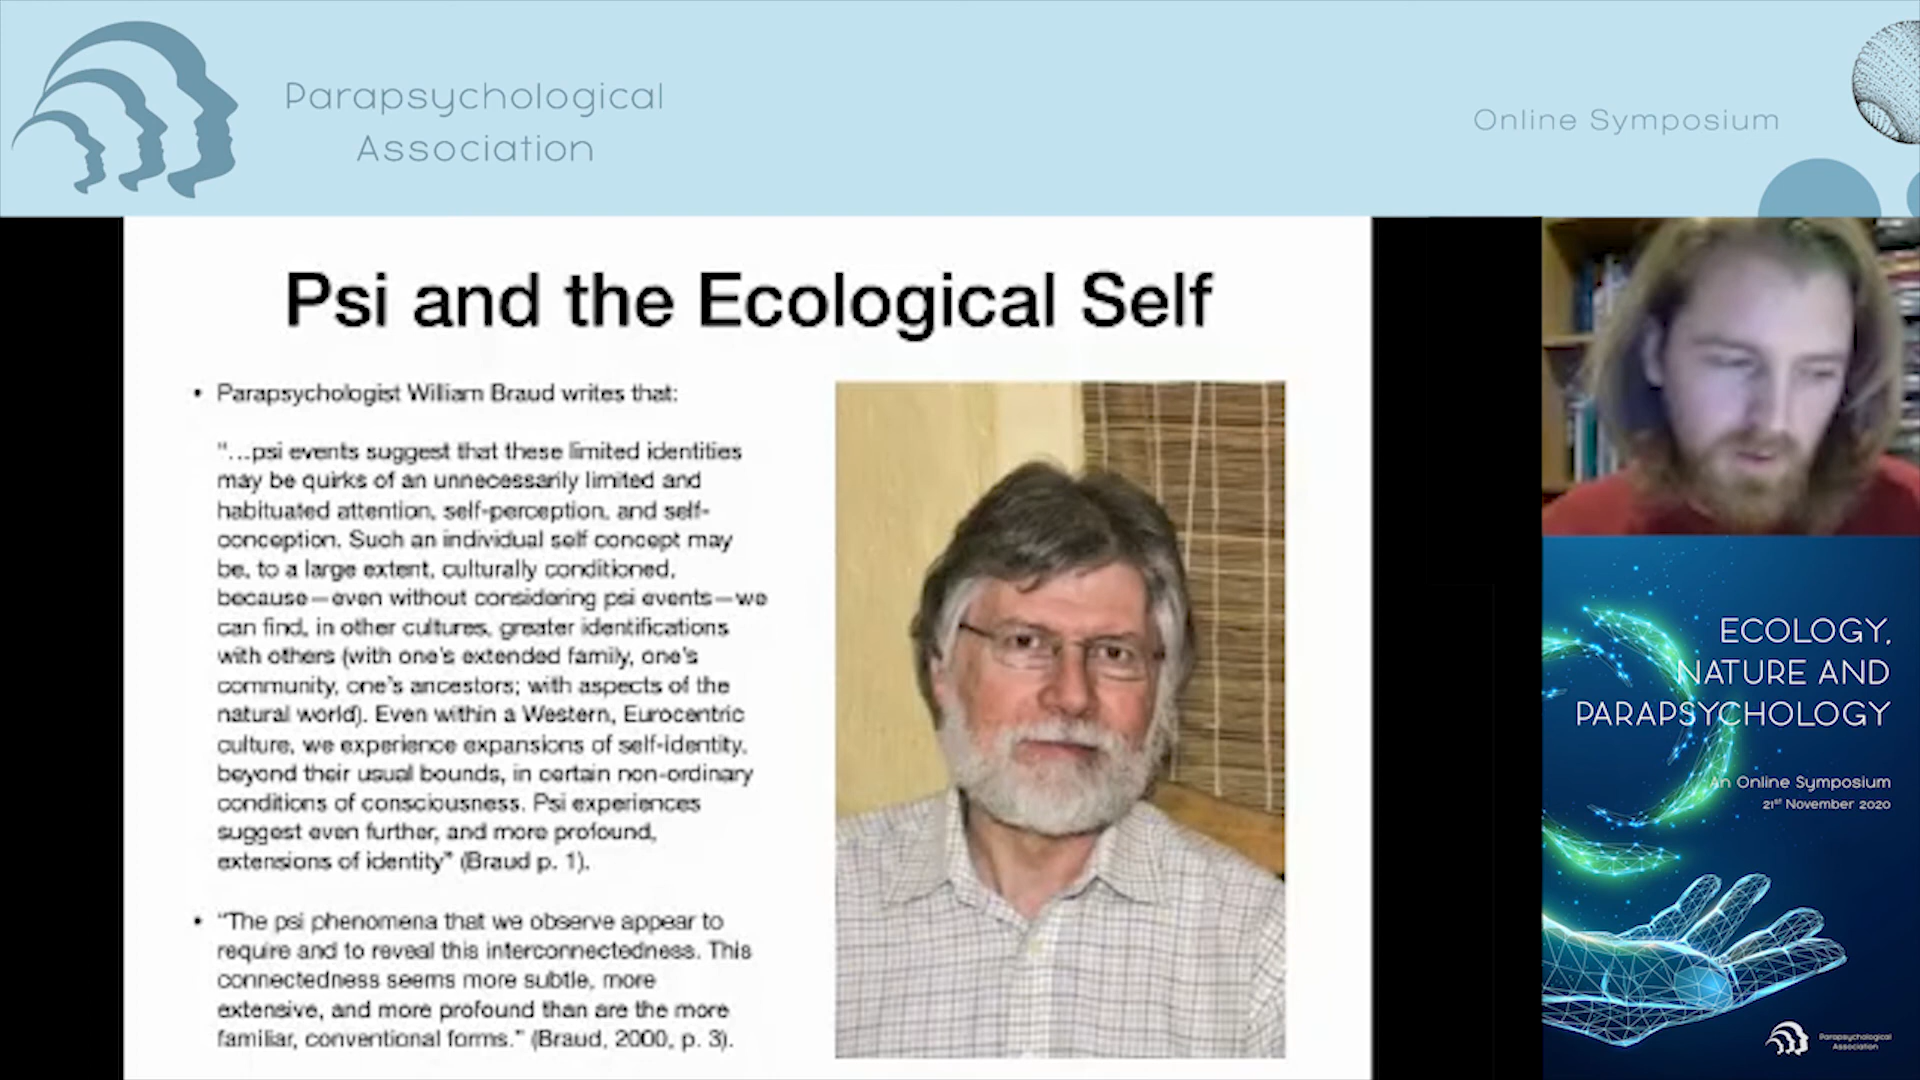 Parapsychological
Association
Online Symposium
Psi and the Ecological Self
• Parapsychologist William Braud writes that:
"...psi events suggest that these limited identities
may be quirks of an unnecessarily limited and
habituated attention, self-perception, and self-
conception. Such an individual self concept may
be, to a large extent, culturally conditioned,
because—even without considering psi events—we
can find, in other cultures, greater identifications
with others (with one's extended family, one's
community, one's ancestors; with aspects of the
natural world). Even within a Western, Eurocentric
culture, we experience expansions of self-identity,
beyond their usual bounds, in certain non-ordinary
conditions of consciousness. Psi experiences
suggest even further, and more profound,
extensions of identity" (Braud p. 1).
• "The psi phenomena that we observe appear to
require and to reveal this interconnectedness. This
connectedness seems more subtle, more
extensive, and more profound than are the more
familiar, conventional forms." (Braud, 2000, p. 3).
ECOLOGY,
NATURE AND
PARAPSYCHOLOGY
An Online Symposium
21st November 2020
Parapsychological
Association